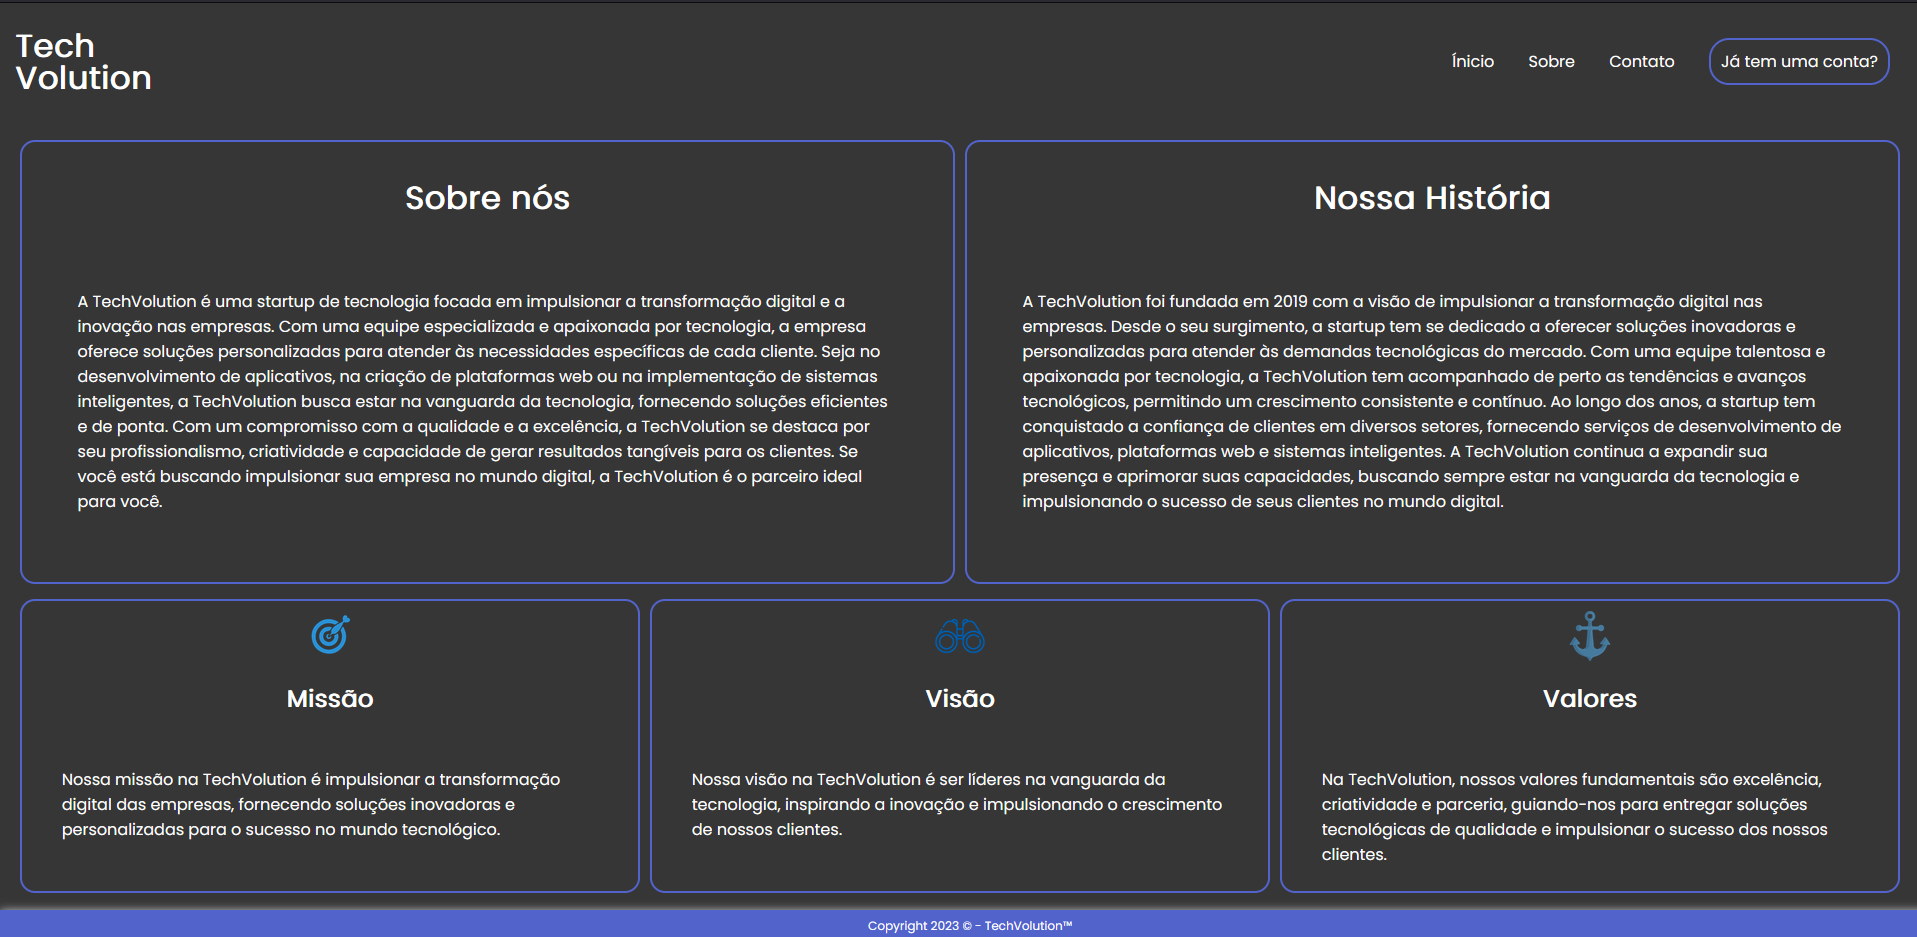 Tech
Volution
Ínicio
Sobre
Contato
Já tem uma conta?
Sobre nós
A TechVolution é uma startup de tecnologia focada em impulsionar a transformação digital e a
inovação nas empresas. Com uma equipe especializada e apaixonada por tecnologia, a empresa
oferece soluções personalizadas para atender às necessidades específicas de cada cliente. Seja no
desenvolvimento de aplicativos, na criação de plataformas web ou na implementação de sistemas
inteligentes, a TechVolution busca estar na vanguarda da tecnologia, fornecendo soluções eficientes
e de ponta. Com um compromisso com a qualidade e a excelência, a TechVolution se destaca por
seu profissionalismo, criatividade e capacidade de gerar resultados tangíveis para os clientes. Se
você está buscando impulsionar sua empresa no mundo digital, a TechVolution é o parceiro ideal
para você.
Nossa História
A TechVolution foi fundada em 2019 com a visão de impulsionar a transformação digital nas
empresas. Desde o seu surgimento, a startup tem se dedicado a oferecer soluções inovadoras e
personalizadas para atender às demandas tecnológicas do mercado. Com uma equipe talentosa e
apaixonada por tecnologia, a TechVolution tem acompanhado de perto as tendências e avanços
tecnológicos, permitindo um crescimento consistente e contínuo. Ao longo dos anos, a startup tem
conquistado a confiança de clientes em diversos setores, fornecendo serviços de desenvolvimento de
aplicativos, plataformas web e sistemas inteligentes. A TechVolution continua a expandir sua
presença e aprimorar suas capacidades, buscando sempre estar na vanguarda da tecnologia e
impulsionando o sucesso de seus clientes no mundo digital.
Missão
Nossa missão na TechVolution é impulsionar a transformação
digital das empresas, fornecendo soluções inovadoras e
personalizadas para o sucesso no mundo tecnológico.
Visão
Nossa visão na TechVolution é ser líderes na vanguarda da
tecnologia, inspirando a inovação e impulsionando o crescimento
de nossos clientes.
Valores
Na TechVolution, nossos valores fundamentais são excelência,
criatividade e parceria, guiando-nos para entregar soluções
tecnológicas de qualidade e impulsionar o sucesso dos nossos
clientes.
Copyright 2023 © - TechVolution™